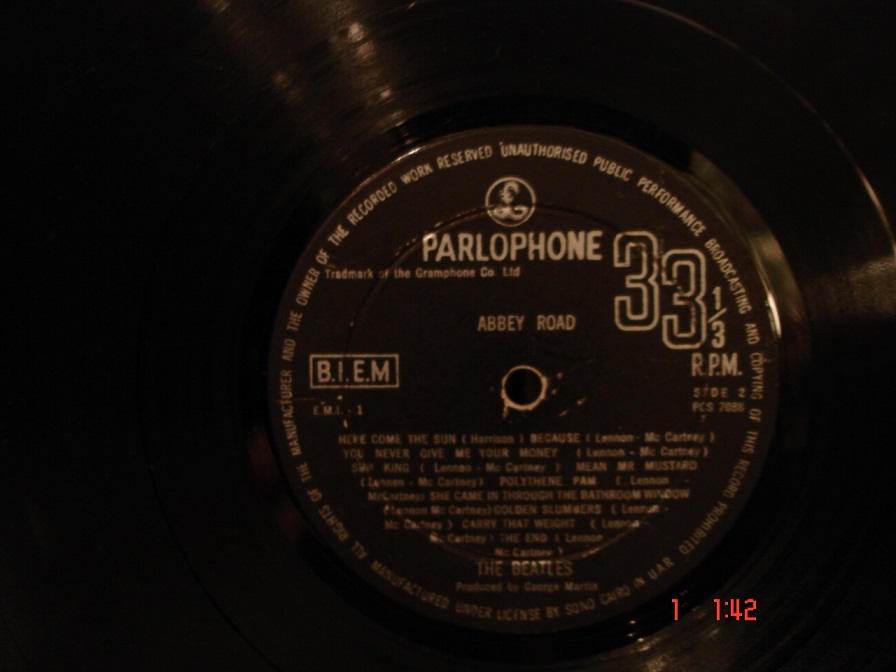 ALL RIGHTS OF THE MANUFACTURER AND THE OWNER OF THE RECORDED WORK RESERVED UNAUTHORISED PUBLIC PERFORMANCE BROADCASTING AND COPYING OF THIS RECORD PROHIBITED
£
PARLOPHONE
Tradmark of the Gramphone Co. Ltd
33 1/3
R.P.M.
ABBEY ROAD
B.I.E.M
E.M.I. - 1
SIDE 2
PCS 7088
HERE COME THE SUN ( Harrison ) BECAUSE ( Lennon - Mc Cartney )
YOU NEVER GIVE ME YOUR MONEY ( Lennon - Mc Cartney )
KING ( Lennon - Mc Cartney ) MEAN MR MUSTARD
( Lennon - Mc Cartney ) POLYTHENE PAM ( Lennon -
McCartney) SHE CAME IN THROUGH THE BATHROOM WINDOW
(Lennon Mc Cartney) GOLDEN SLUMBERS ( Lennon -
Mc Cartney ) CARRY THAT WEIGHT ( Lennon -
Mc Cartney ) THE END ( Lennon
Mc Cartney )
THE BEATLES
Produced by George Martin
MANUFACTURED UNDER LICENSE BY SONO CAIRO IN U.A.R
1 1:42